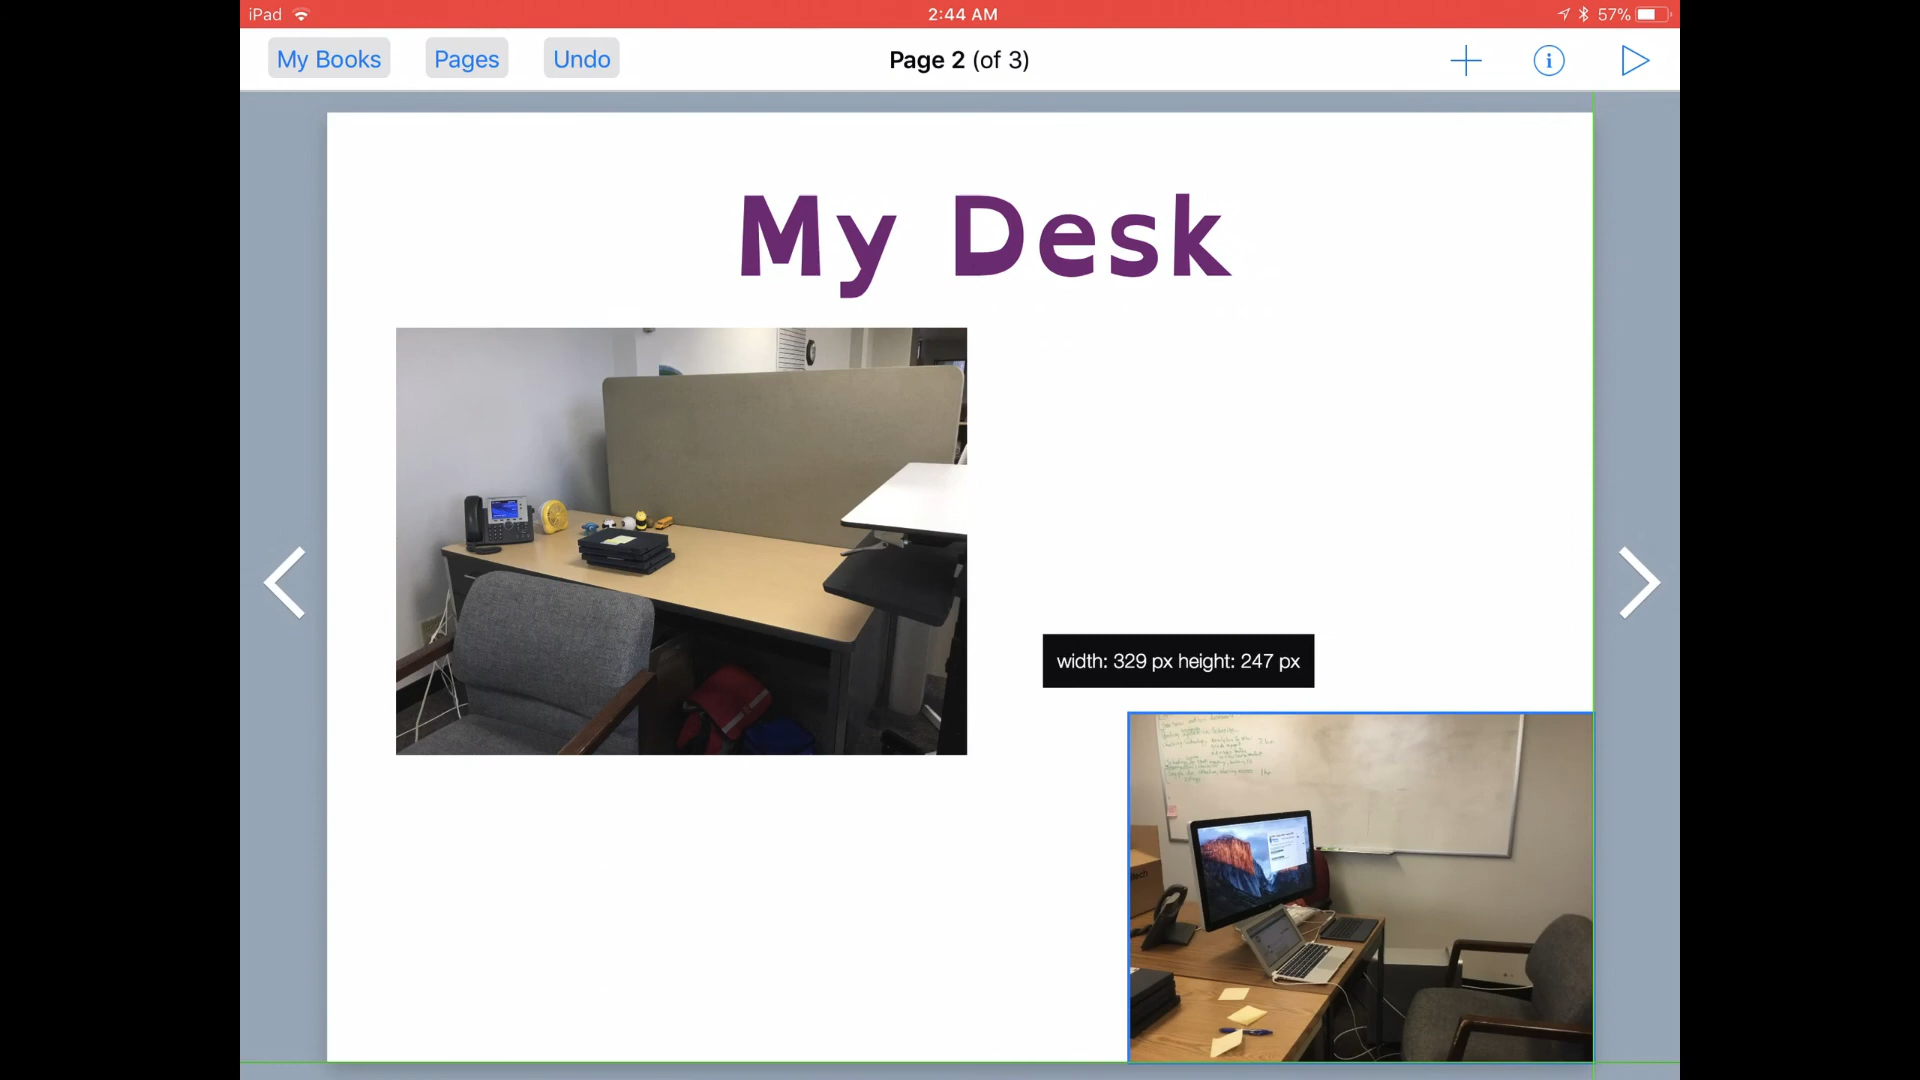 iPad 2:44 AM 57%
My Books Pages Undo Page 2 (of 3)
My Desk
width: 329 px height: 247 px